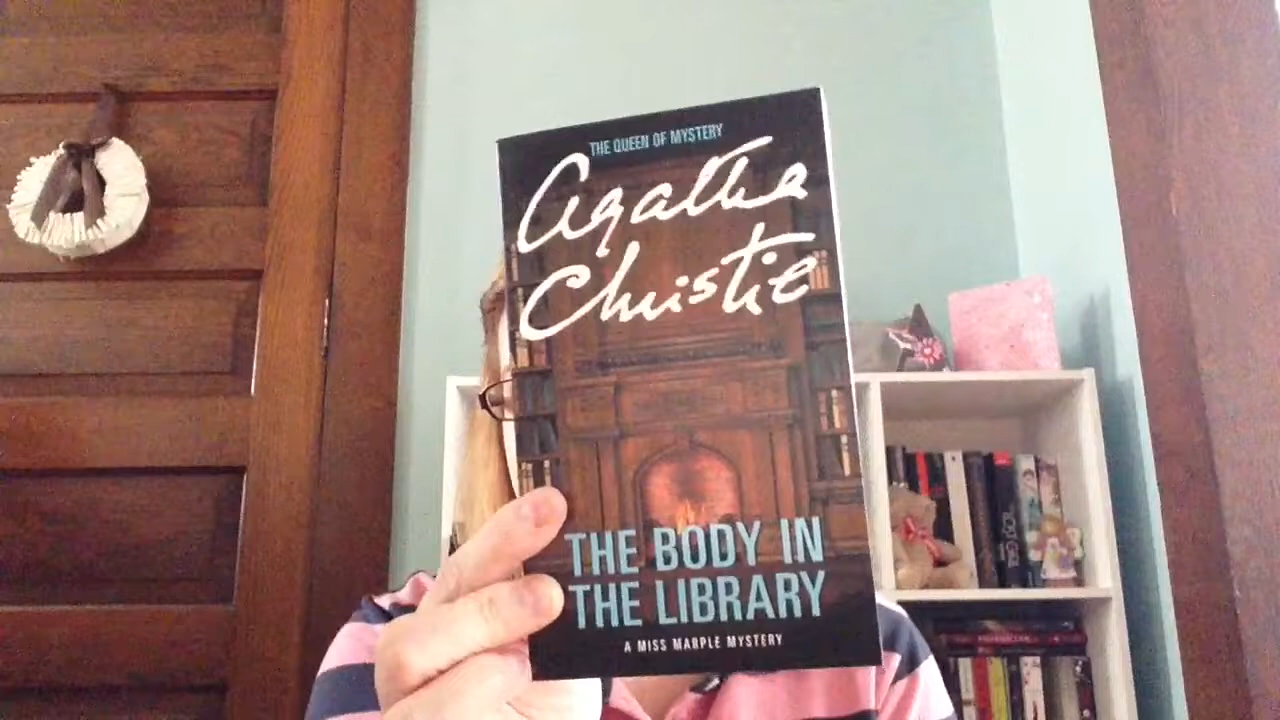 THE QUEEN OF MYSTERY
Agatha
Christie
THE BODY IN
THE LIBRARY
A MISS MARPLE MYSTERY